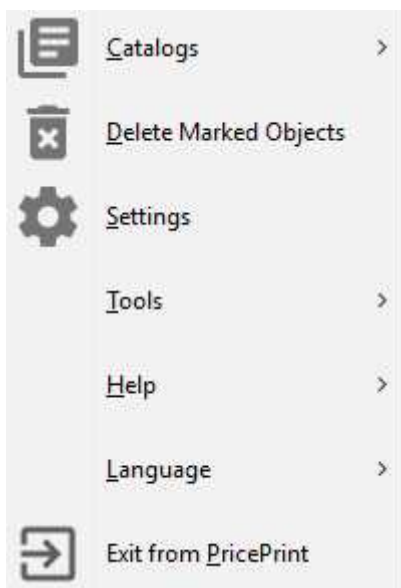 Catalogs
Delete Marked Objects
Settings
Tools
Help
Language
Exit from PricePrint